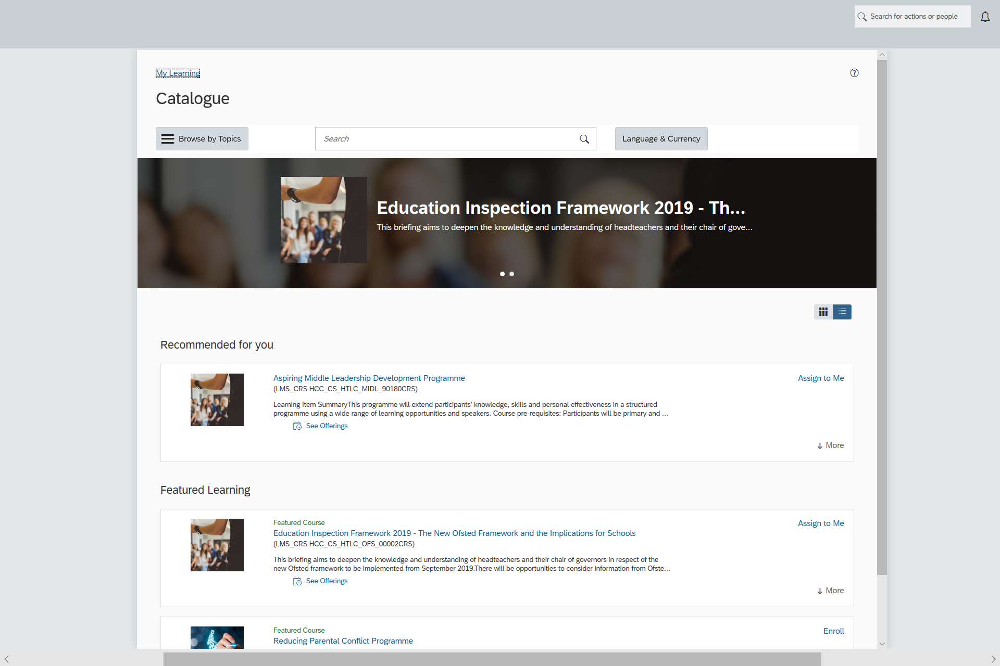 Search for actions or people
My Learning
Catalogue
Browse by Topics
Search
Language & Currency
Education Inspection Framework 2019 - Th...
This briefing aims to deepen the knowledge and understanding of headteachers and their chair of gove...
Recommended for you
Aspiring Middle Leadership Development Programme
Assign to Me
(LMS_CRS HCC_CS_HTLC_MIDL_90180CRS)
Learning Item SummaryThis programme will extend participants' knowledge, skills and personal effectiveness in a structured
programme using a wide range of learning opportunities and speakers. Course pre-requisites: Participants will be primary and ...
See Offerings
More
Featured Learning
Featured Course
Assign to Me
Education Inspection Framework 2019 - The New Ofsted Framework and the Implications for Schools
(LMS_CRS HCC_CS_HTLC_OFS_00002CRS)
This briefing aims to deepen the knowledge and understanding of headteachers and their chair of governors in respect of the
new Ofsted framework to be implemented from September 2019.There will be opportunities to consider information from Ofste...
See Offerings
More
Featured Course
Enroll
Reducing Parental Conflict Programme